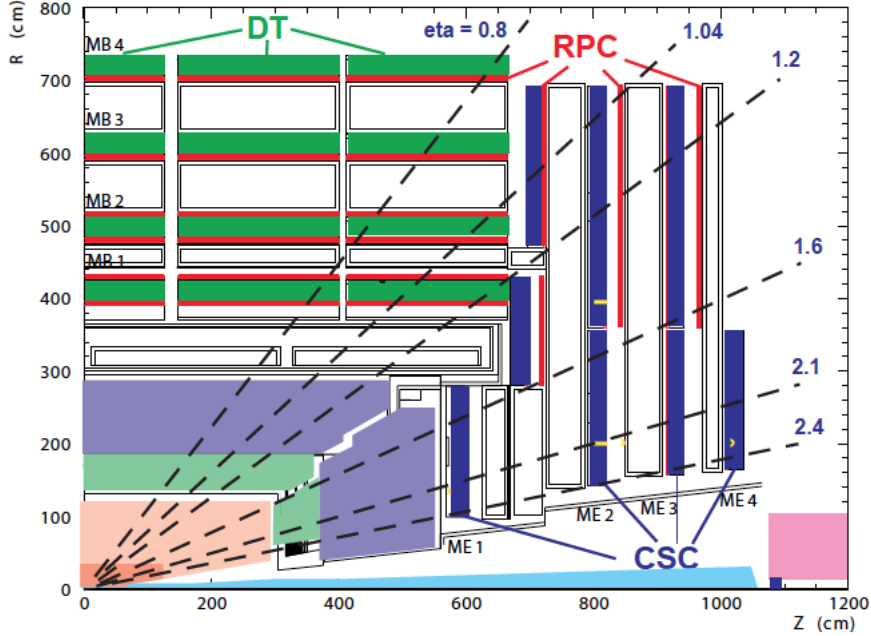 R (cm)
800
700
600
500
400
300
200
100
0
MB 4
MB 3
MB 2
MB 1
DT
eta = 0.8
1.04
RPC
1.2
1.6
2.1
2.4
ME 1
ME 2
ME 3
ME 4
CSC
0
200
400
600
800
1000
1200
Z (cm)